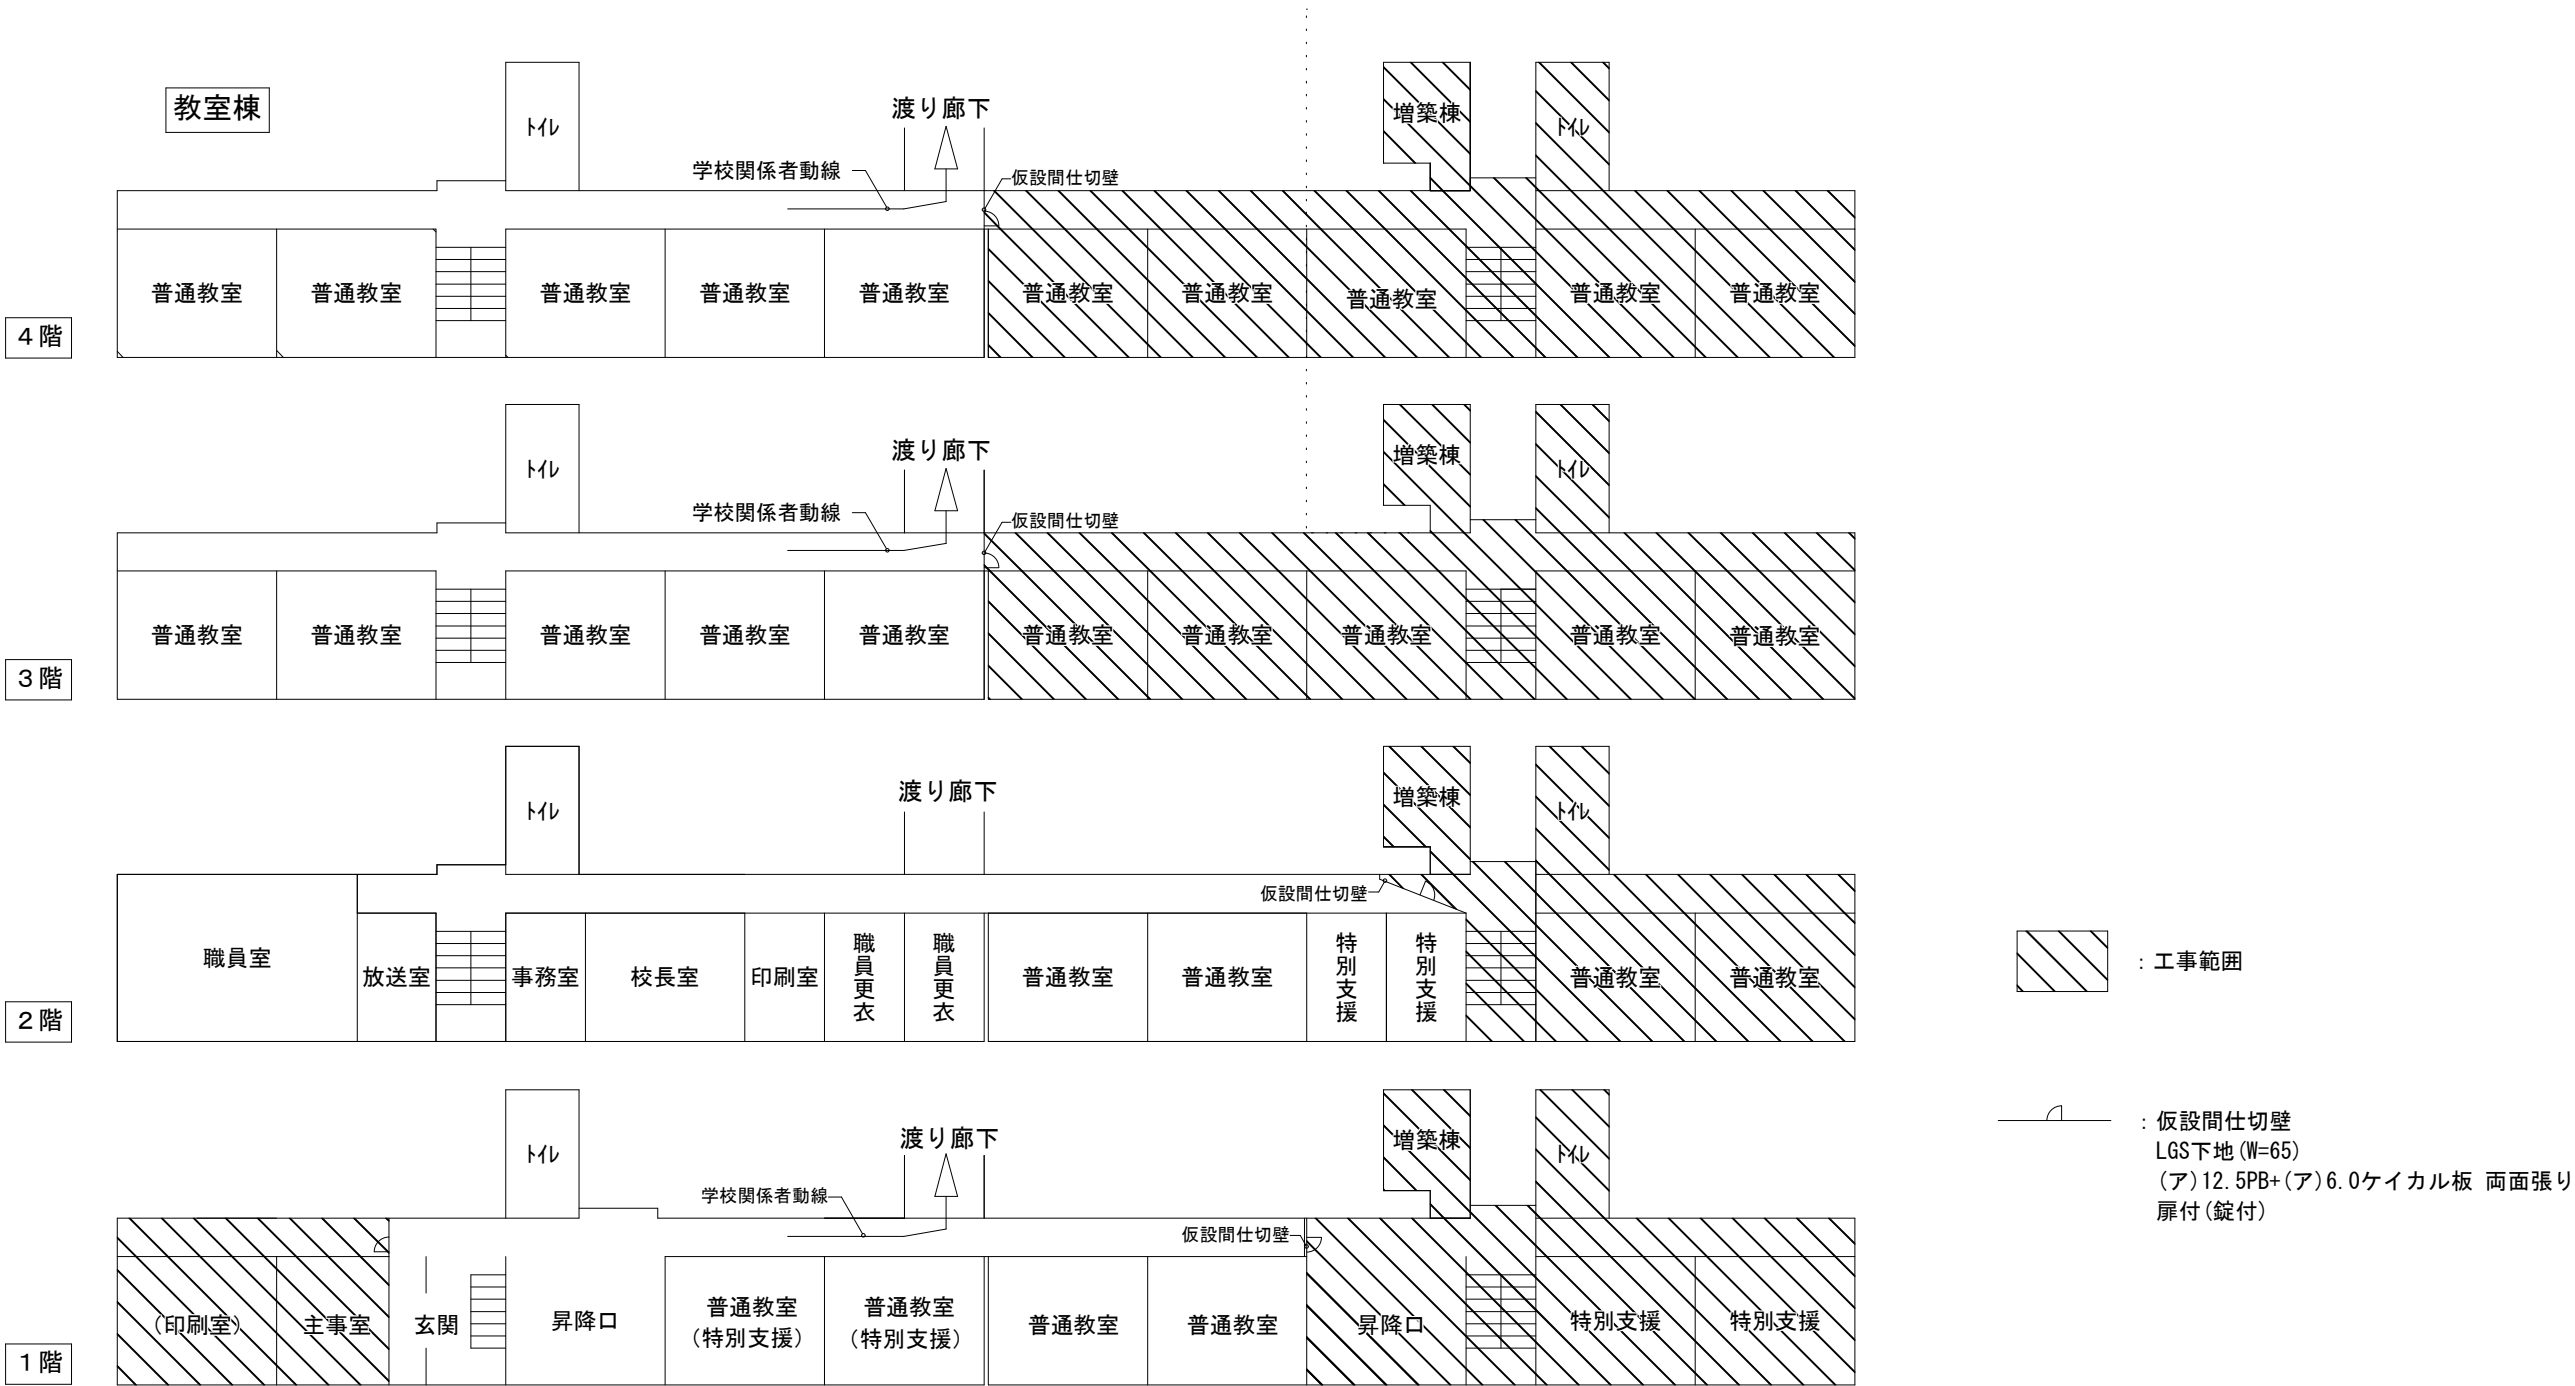 教室棟
ﾄｲﾚ
渡り廊下
増築棟
ﾄｲﾚ
学校関係者動線
仮設間仕切壁
普通教室
普通教室
普通教室
普通教室
普通教室
普通教室
普通教室
普通教室
普通教室
普通教室
4階
ﾄｲﾚ
渡り廊下
増築棟
ﾄｲﾚ
学校関係者動線
仮設間仕切壁
普通教室
普通教室
普通教室
普通教室
普通教室
普通教室
普通教室
普通教室
普通教室
普通教室
3階
ﾄｲﾚ
渡り廊下
増築棟
ﾄｲﾚ
仮設間仕切壁
職員室
放送室
事務室
校長室
印刷室
職員更衣
職員更衣
普通教室
普通教室
特別支援
特別支援
普通教室
普通教室
2階
：工事範囲
ﾄｲﾚ
渡り廊下
増築棟
ﾄｲﾚ
学校関係者動線
仮設間仕切壁
(印刷室)
主事室
玄関
昇降口
普通教室
(特別支援)
普通教室
(特別支援)
普通教室
普通教室
昇降口
特別支援
特別支援
1階
：仮設間仕切壁
LGS下地(W=65)
(ア)12.5PB+(ア)6.0ケイカル板 両面張り
扉付(錠付)